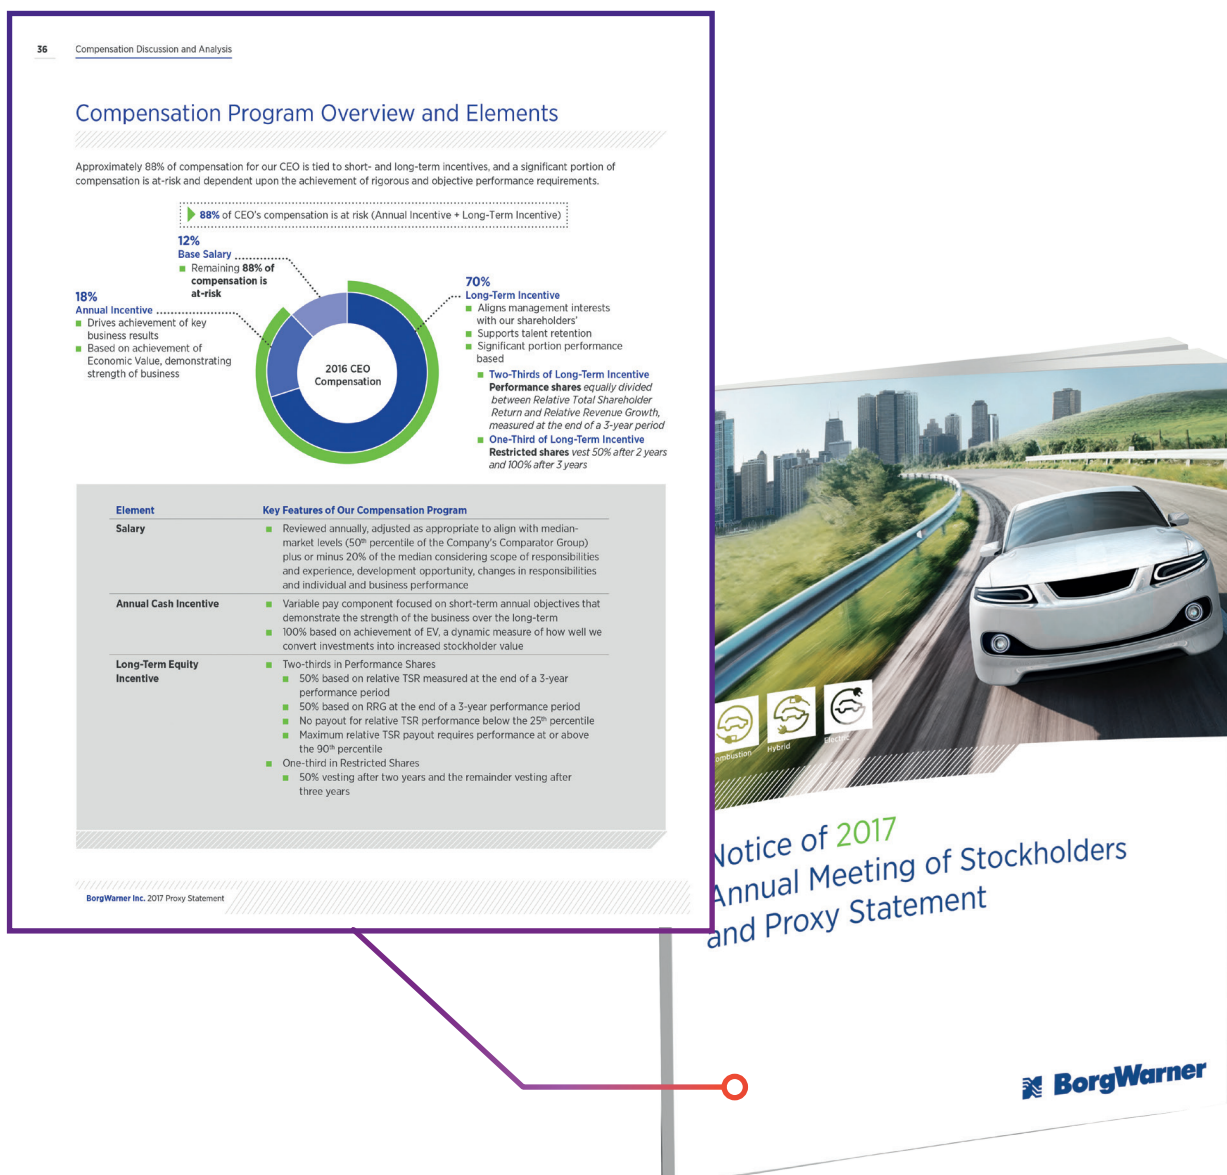 36
Compensation Discussion and Analysis
Compensation Program Overview and Elements
Approximately 88% of compensation for our CEO is tied to short- and long-term incentives, and a significant portion of
compensation is at-risk and dependent upon the achievement of rigorous and objective performance requirements.
88% of CEO's compensation is at risk (Annual Incentive + Long-Term Incentive)
12%
Base Salary
Remaining 88% of
compensation is
at-risk
18%
Annual Incentive
Drives achievement of key
business results
Based on achievement of
Economic Value, demonstrating
strength of business
2016 CEO
Compensation
70%
Long-Term Incentive
Aligns management interests
with our shareholders'
Supports talent retention
Significant portion performance
based
Two-Thirds of Long-Term Incentive
Performance shares equally divided
between Relative Total Shareholder
Return and Relative Revenue Growth,
measured at the end of a 3-year period
One-Third of Long-Term Incentive
Restricted shares vest 50% after 2 years
and 100% after 3 years
Element
Key Features of Our Compensation Program
Salary
Reviewed annually, adjusted as appropriate to align with median-
market levels (50th percentile of the Company's Comparator Group)
plus or minus 20% of the median considering scope of responsibilities
and experience, development opportunity, changes in responsibilities
and individual and business performance
Annual Cash Incentive
Variable pay component focused on short-term annual objectives that
demonstrate the strength of the business over the long-term
100% based on achievement of EV, a dynamic measure of how well we
convert investments into increased stockholder value
Long-Term Equity
Incentive
Two-thirds in Performance Shares
50% based on relative TSR measured at the end of a 3-year
performance period
50% based on RRG at the end of a 3-year performance period
No payout for relative TSR performance below the 25th percentile
Maximum relative TSR payout requires performance at or above
the 90th percentile
One-third in Restricted Shares
50% vesting after two years and the remainder vesting after
three years
BorgWarner Inc. 2017 Proxy Statement
ombustion
Hybrid
Electric
Notice of 2017
Annual Meeting of Stockholders
and Proxy Statement
BorgWarner